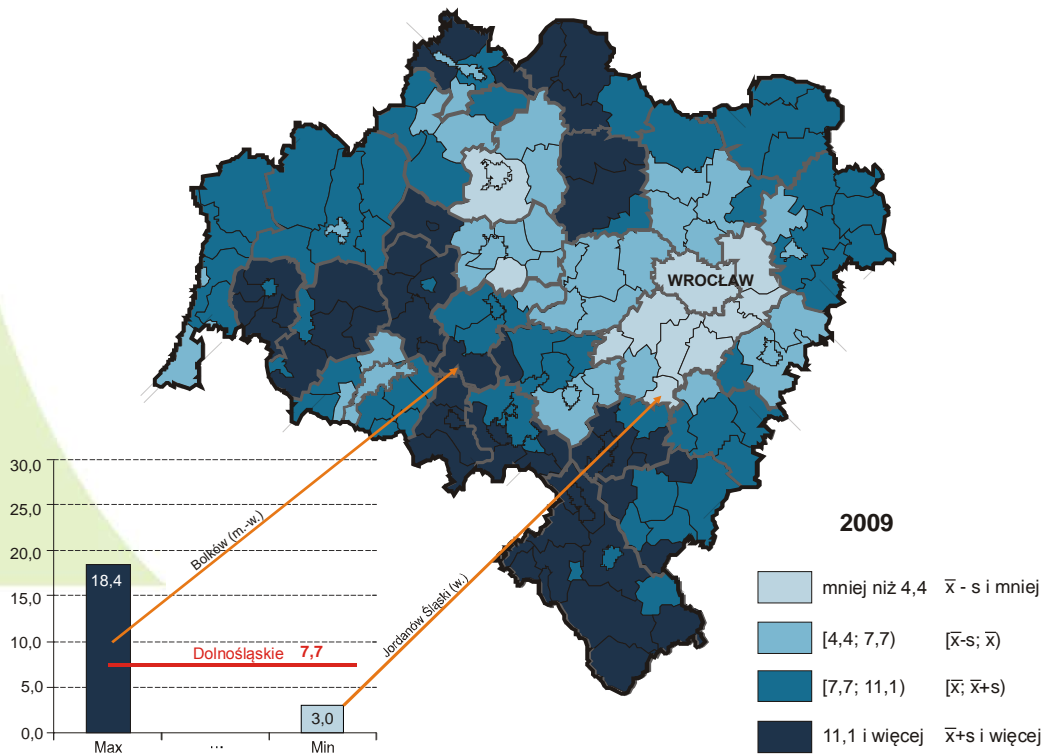 WROCŁAW
30,0
25,0
20,0
15,0
10,0
5,0
0,0
18,4
Bolków (m.-w.)
Jordanów Śląski (w.)
Dolnośląskie 7,7
3,0
Max
...
Min
2009
mniej niż 4,4 x̅ - s i mniej
[4,4; 7,7) [x̅-s; x̅)
[7,7; 11,1) [x̅; x̅+s)
11,1 i więcej x̅+s i więcej